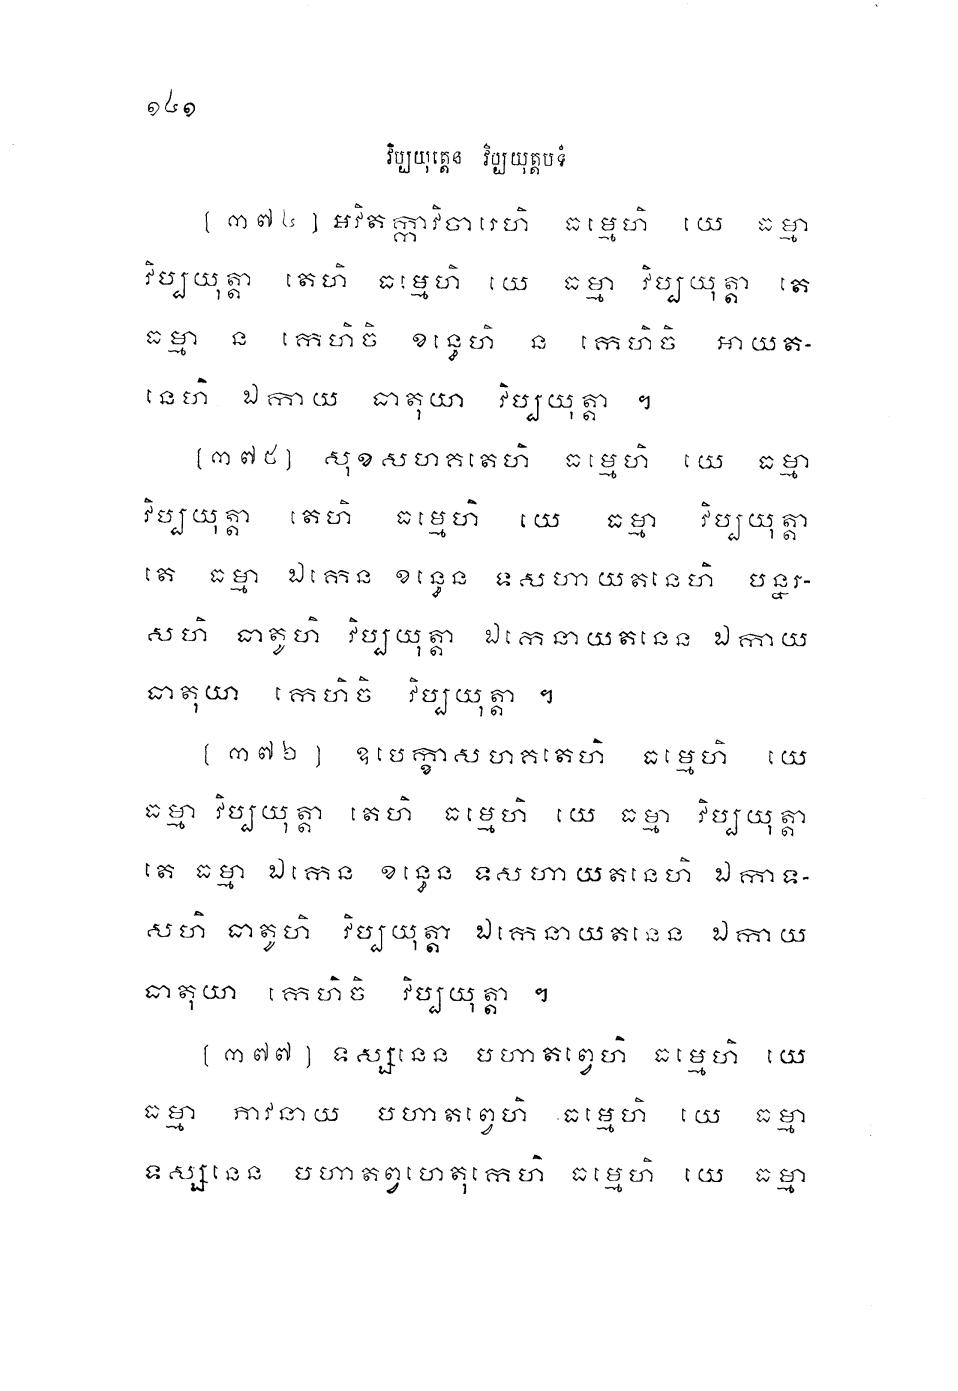 ១៤១
វិប្បយុត្តេន វិប្បយុត្តបទំ
[៣៧៤] អវិតក្កាវិចារេហិ ធម្មេហិ យេ ធម្មា
វិប្បយុត្តា តេហិ ធម្មេហិ យេ ធម្មា វិប្បយុត្តា តេ
ធម្មា ន កេហិចិ ខន្ធេហិ ន កេហិចិ អាយត-
នេហិ ឯកាយ ធាតុយា វិប្បយុត្តា ។
[៣៧៥] សុខសហគតេហិ ធម្មេហិ យេ ធម្មា
វិប្បយុត្តា តេហិ ធម្មេហិ យេ ធម្មា វិប្បយុត្តា
តេ ធម្មា ឯកេន ខន្ធេន ទសហាយតនេហិ បន្នរ-
សហិ ធាតូហិ វិប្បយុត្តា ឯកេនាយតនេន ឯកាយ
ធាតុយា កេហិចិ វិប្បយុត្តា ។
[៣៧៦] ឧបេក្ខាសហគតេហិ ធម្មេហិ យេ
ធម្មា វិប្បយុត្តា តេហិ ធម្មេហិ យេ ធម្មា វិប្បយុត្តា
តេ ធម្មា ឯកេន ខន្ធេន ទសហាយតនេហិ ឯកាទ-
សហិ ធាតូហិ វិប្បយុត្តា ឯកេនាយតនេន ឯកាយ
ធាតុយា កេហិចិ វិប្បយុត្តា ។
[៣៧៧] ទស្សនេន បហាតព្វេហិ ធម្មេហិ យេ
ធម្មា ភាវនាយ បហាតព្វេហិ ធម្មេហិ យេ ធម្មា
ទស្សនេន បហាតព្វហេតុកេហិ ធម្មេហិ យេ ធម្មា